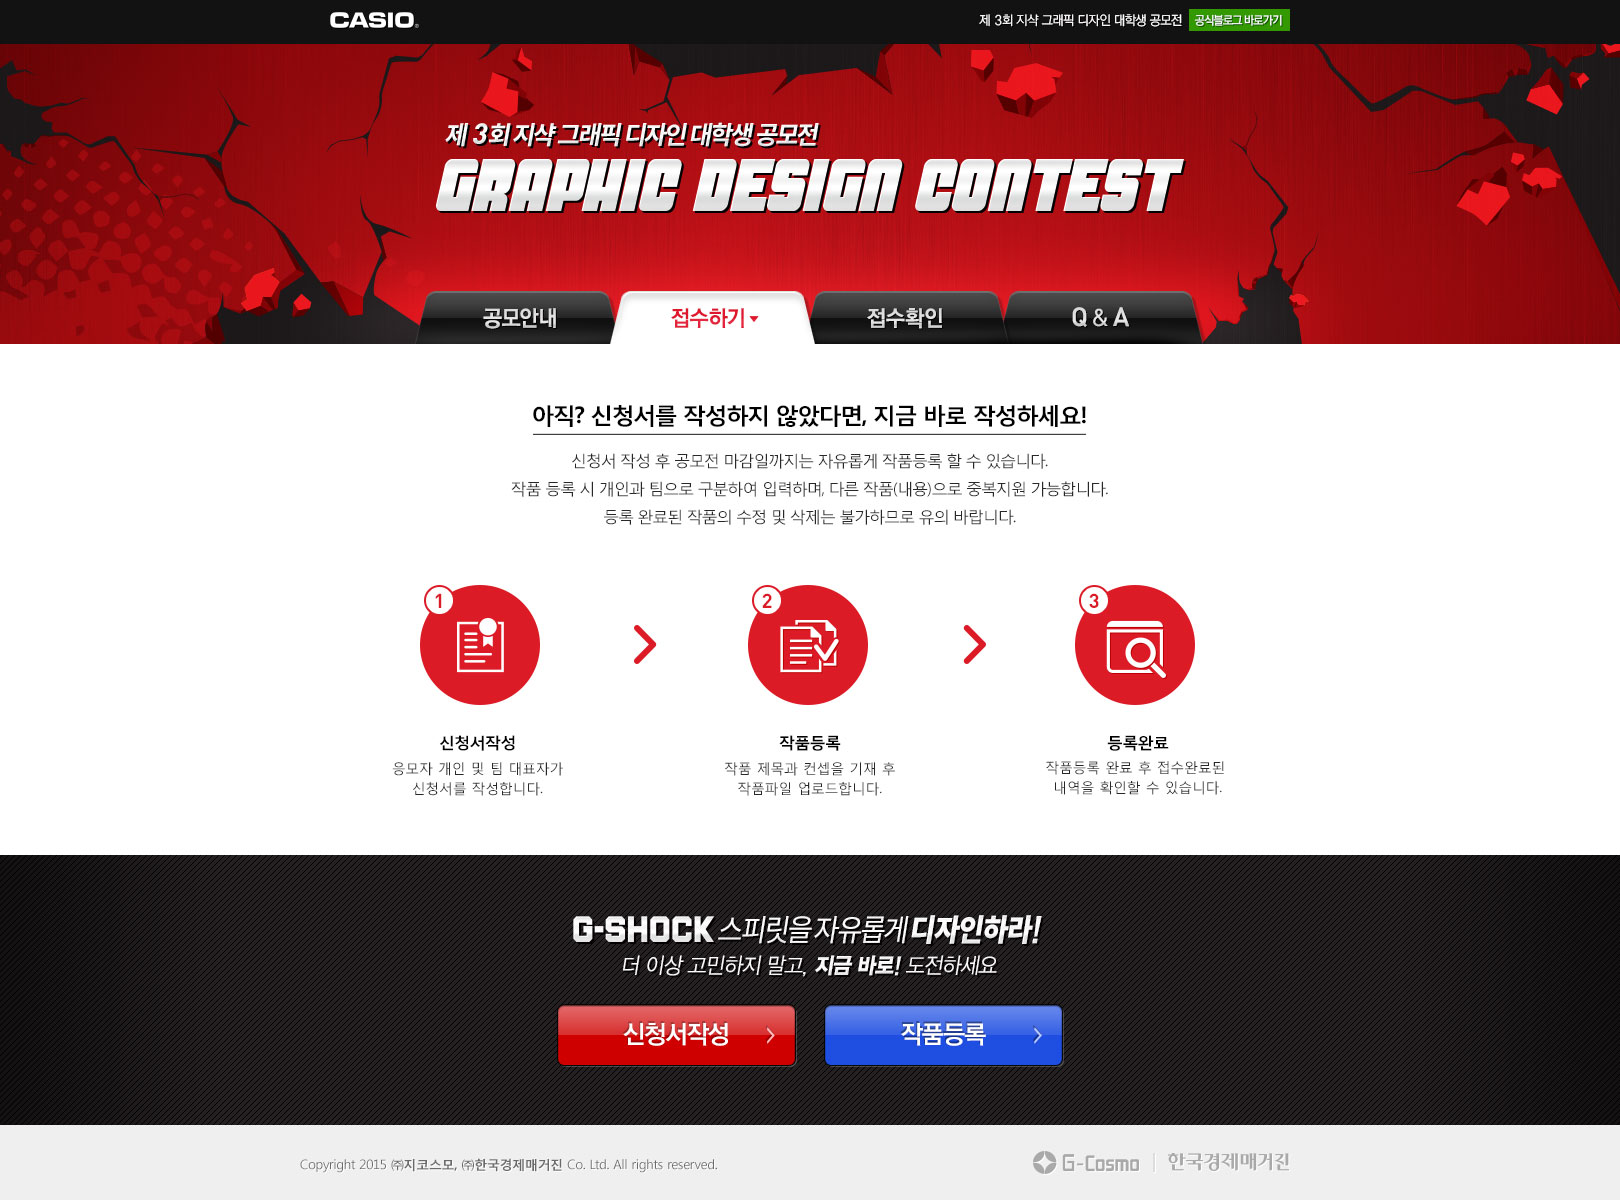 CASIO
제 3회 지샥 그래픽 디자인 대학생 공모전 공식블로그 바로가기
제 3회 지샥 그래픽 디자인 대학생 공모전
GRAPHIC DESIGN CONTEST
공모안내 접수하기 접수확인 Q & A
아직? 신청서를 작성하지 않았다면, 지금 바로 작성하세요!
신청서 작성 후 공모전 마감일까지는 자유롭게 작품등록 할 수 있습니다.
작품 등록 시 개인과 팀으로 구분하여 입력하며, 다른 작품(내용)으로 중복지원 가능합니다.
등록 완료된 작품의 수정 및 삭제는 불가하므로 유의 바랍니다.
1 2 3
신청서작성
응모자 개인 및 팀 대표자가
신청서를 작성합니다.
작품등록
작품 제목과 컨셉을 기재 후
작품파일 업로드합니다.
등록완료
작품등록 완료 후 접수완료된
내역을 확인할 수 있습니다.
G-SHOCK 스피릿을 자유롭게 디자인하라!
더 이상 고민하지 말고, 지금 바로! 도전하세요
신청서작성 작품등록
Copyright 2015 ㈜지코스모, ㈜한국경제매거진 Co. Ltd. All rights reserved.
G-Cosmo 한국경제매거진